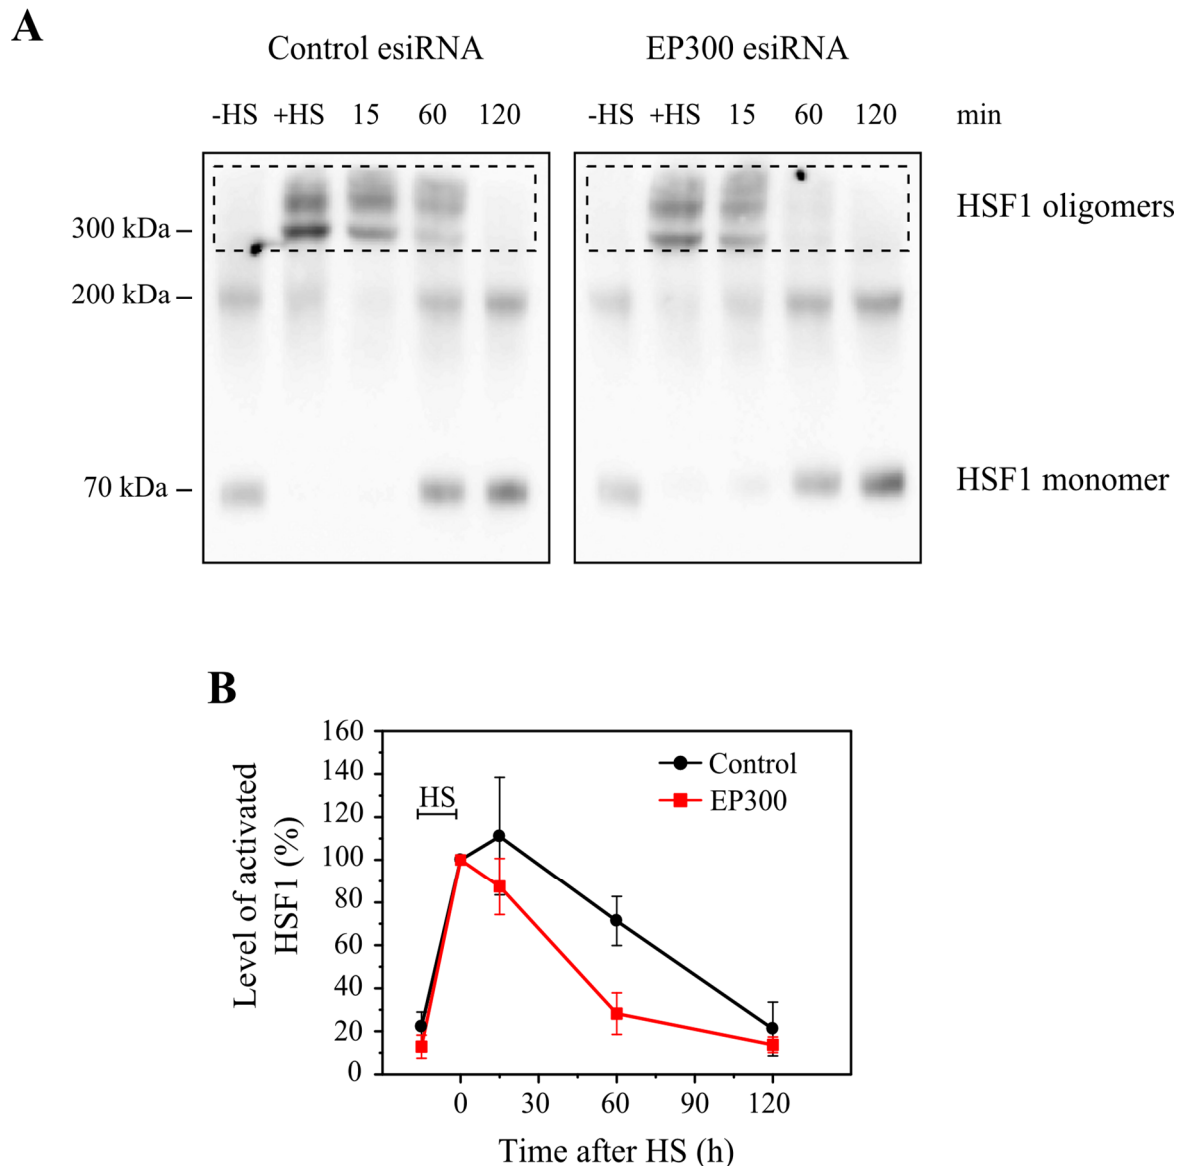 A
Control esiRNA
EP300 esiRNA
-HS +HS 15 60 120
-HS +HS 15 60 120 min
HSF1 oligomers
300 kDa –
200 kDa –
70 kDa –
HSF1 monomer
B
Level of activated
HSF1 (%)
160
140
120
100
80
60
40
20
0
HS
Control
EP300
0 30 60 90 120
Time after HS (h)